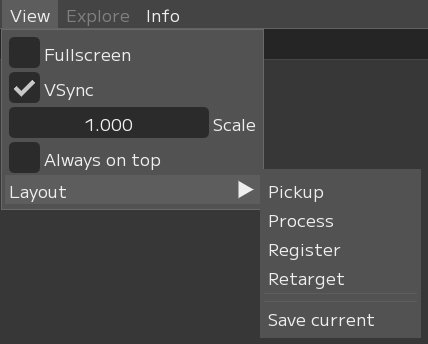 View Explore Info
Fullscreen
VSync
1.000 Scale
Always on top
Layout
Pickup
Process
Register
Retarget
Save current